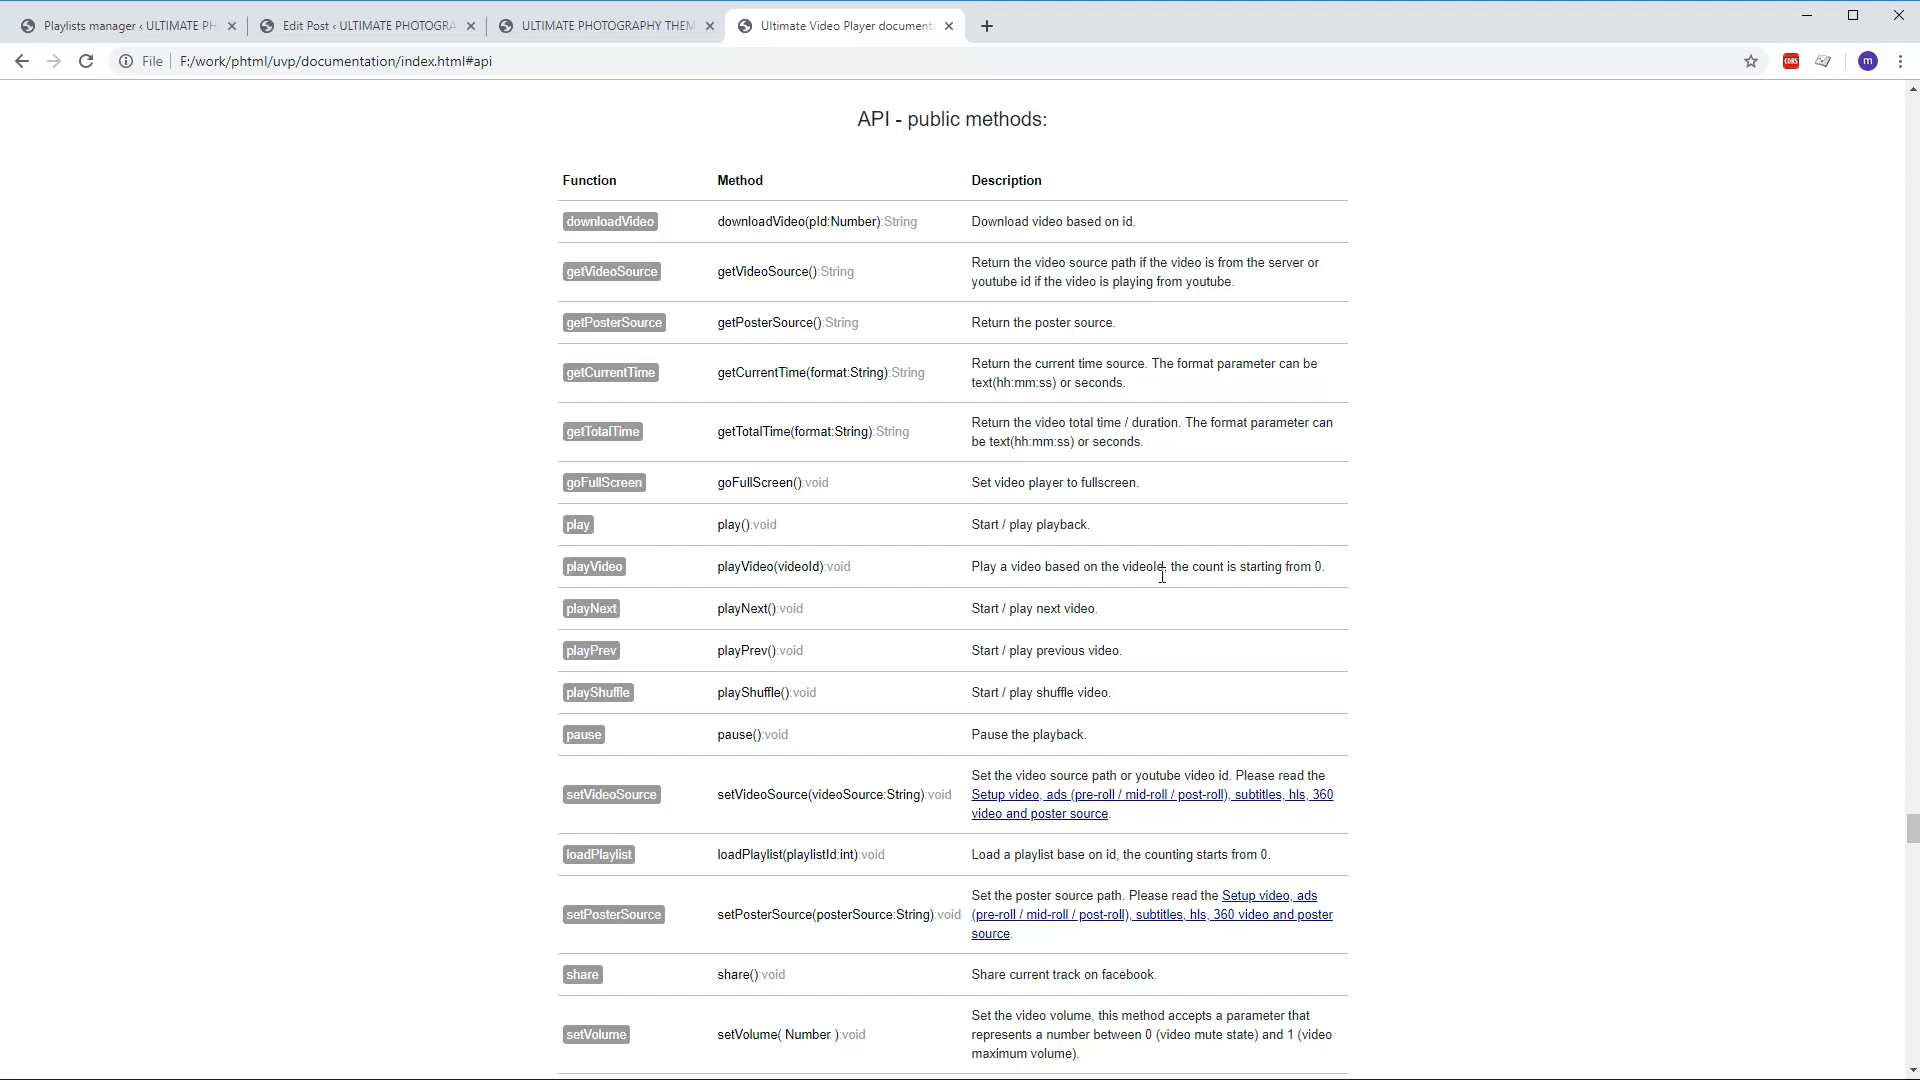 Playlists manager ‹ ULTIMATE PH
Edit Post ‹ ULTIMATE PHOTOGRA
ULTIMATE PHOTOGRAPHY THEM
Ultimate Video Player document
File
F:/work/phtml/uvp/documentation/index.html#api
CORS
m
API - public methods:
Function Method Description
downloadVideo downloadVideo(pId:Number):String Download video based on id.
getVideoSource getVideoSource():String Return the video source path if the video is from the server or
youtube id if the video is playing from youtube.
getPosterSource getPosterSource():String Return the poster source.
getCurrentTime getCurrentTime(format:String):String Return the current time source. The format parameter can be
text(hh:mm:ss) or seconds.
getTotalTime getTotalTime(format:String):String Return the video total time / duration. The format parameter can
be text(hh:mm:ss) or seconds.
goFullScreen goFullScreen():void Set video player to fullscreen.
play play():void Start / play playback.
playVideo playVideo(videoId):void Play a video based on the videoId, the count is starting from 0.
playNext playNext():void Start / play next video.
playPrev playPrev():void Start / play previous video.
playShuffle playShuffle():void Start / play shuffle video.
pause pause():void Pause the playback.
setVideoSource setVideoSource(videoSource:String):void Set the video source path or youtube video id. Please read the
Setup video, ads (pre-roll / mid-roll / post-roll), subtitles, hls, 360
video and poster source.
loadPlaylist loadPlaylist(playlistId:int):void Load a playlist base on id, the counting starts from 0.
setPosterSource setPosterSource(posterSource:String):void Set the poster source path. Please read the Setup video, ads
(pre-roll / mid-roll / post-roll), subtitles, hls, 360 video and poster
source.
share share():void Share current track on facebook.
setVolume setVolume( Number ):void Set the video volume, this method accepts a parameter that
represents a number between 0 (video mute state) and 1 (video
maximum volume).